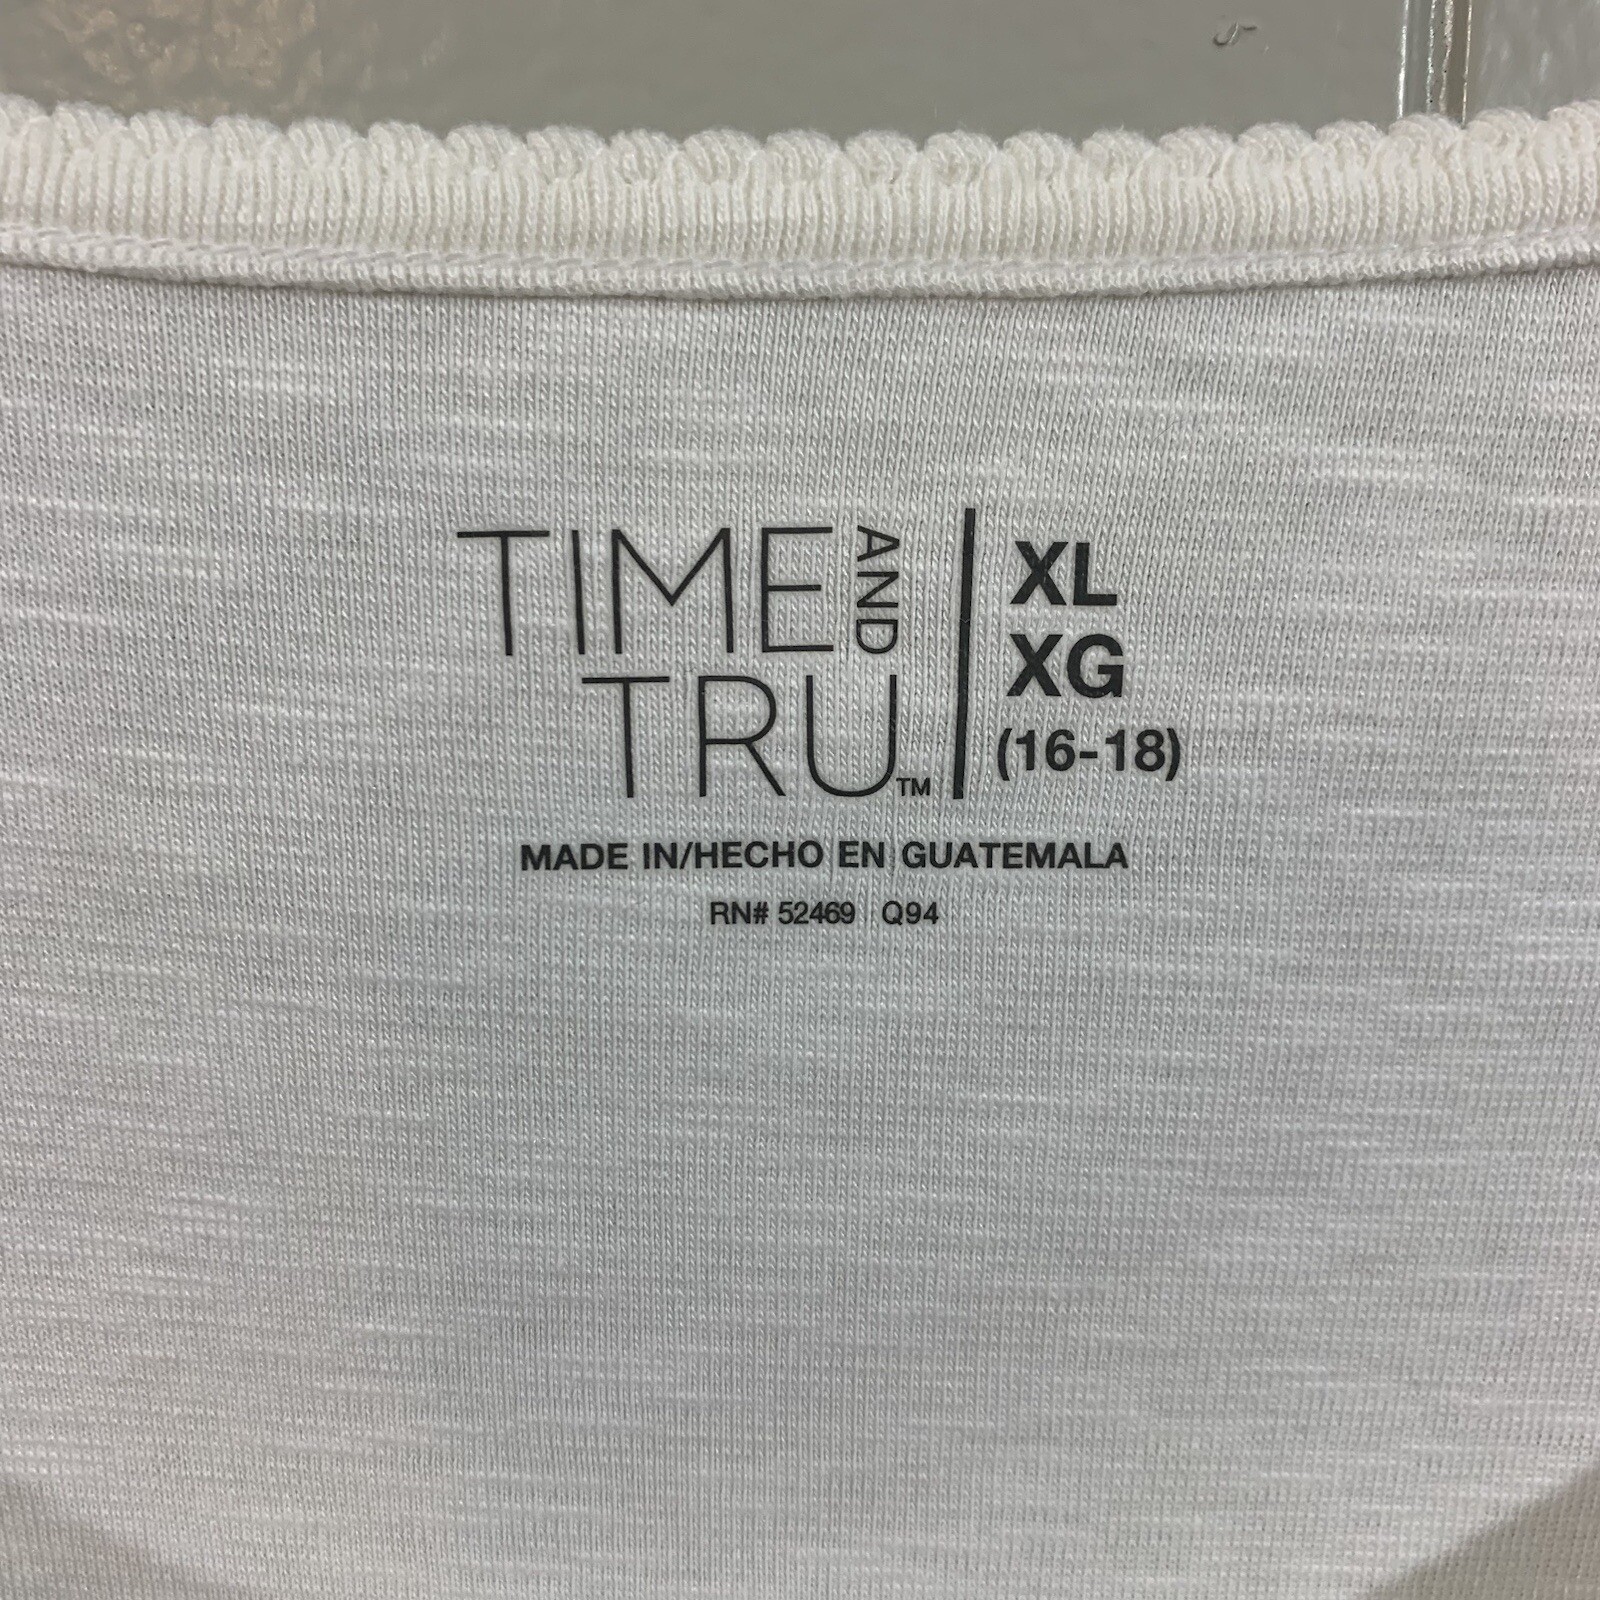 TIME AND
TRU™
XL
XG
(16-18)
MADE IN/HECHO EN GUATEMALA
RN# 52469 Q94